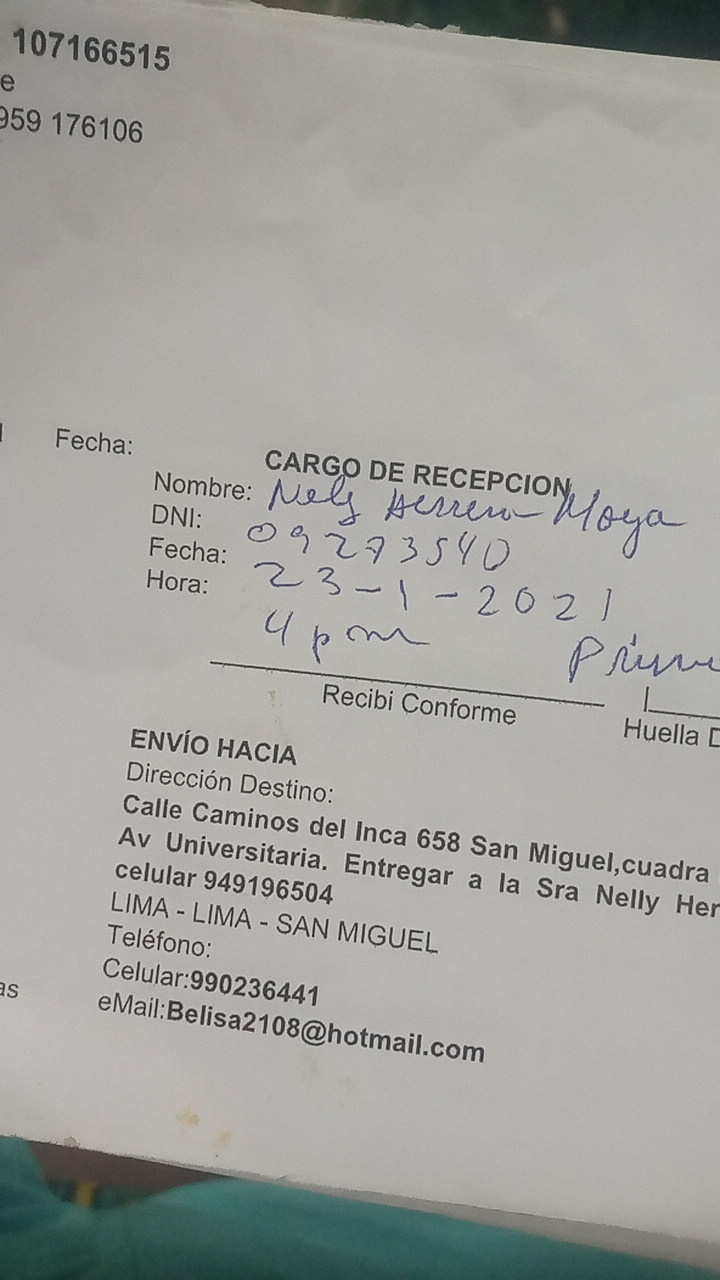 107166515
e
959 176106
Fecha:
CARGO DE RECEPCION
Nombre: Nely Herrera Moya
DNI: 09273540
Fecha: 23-1-2021
Hora: 4 pm
Recibi Conforme
Huella D
ENVÍO HACIA
Dirección Destino:
Calle Caminos del Inca 658 San Miguel,cuadra
Av Universitaria. Entregar a la Sra Nelly Her
celular 949196504
LIMA - LIMA - SAN MIGUEL
Teléfono:
Celular:990236441
as
eMail:Belisa2108@hotmail.com